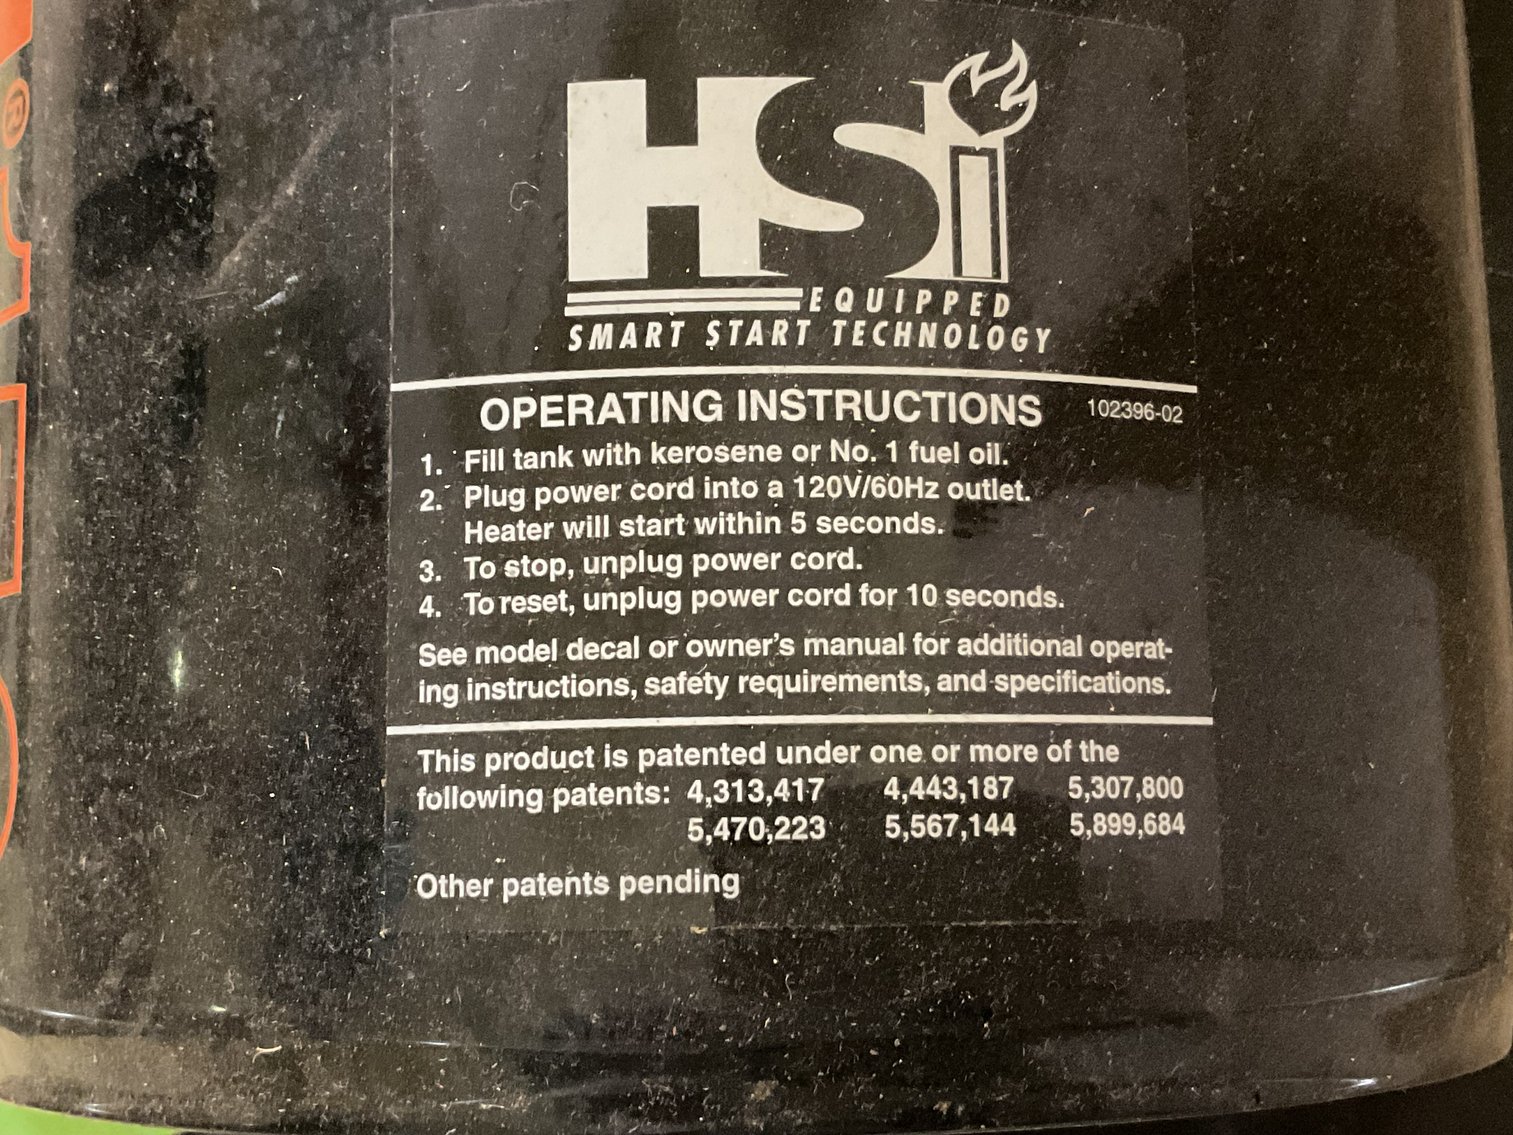 ®
HSi
EQUIPPED
SMART START TECHNOLOGY
OPERATING INSTRUCTIONS 102396-02
1. Fill tank with kerosene or No. 1 fuel oil.
2. Plug power cord into a 120V/60Hz outlet.
Heater will start within 5 seconds.
3. To stop, unplug power cord.
4. To reset, unplug power cord for 10 seconds.
See model decal or owner's manual for additional operat-
ing instructions, safety requirements, and specifications.
This product is patented under one or more of the
following patents: 4,313,417 4,443,187 5,307,800
5,470,223 5,567,144 5,899,684
Other patents pending